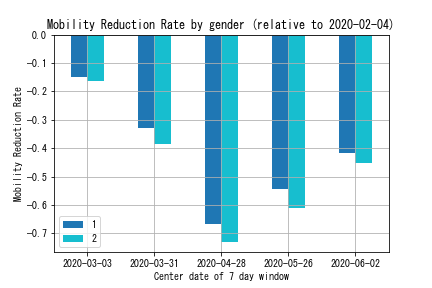 Mobility Reduction Rate by gender (relative to 2020-02-04)
0.0
-0.1
-0.2
-0.3
-0.4
-0.5
-0.6
-0.7
Mobility Reduction Rate
1
2
2020-03-03 2020-03-31 2020-04-28 2020-05-26 2020-06-02
Center date of 7 day window